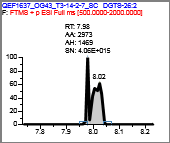 QEF1637_OG43_T3-14-2-7_SC DGTS-26:2
F: FTMS + p ESI Full ms [500.0000-2000.0000]
RT: 7.98
AA: 2973
AH: 1469
SN: 4.06E+015
100
8.02
80
60
40
20
0
7.8 7.9 8.0 8.1 8.2